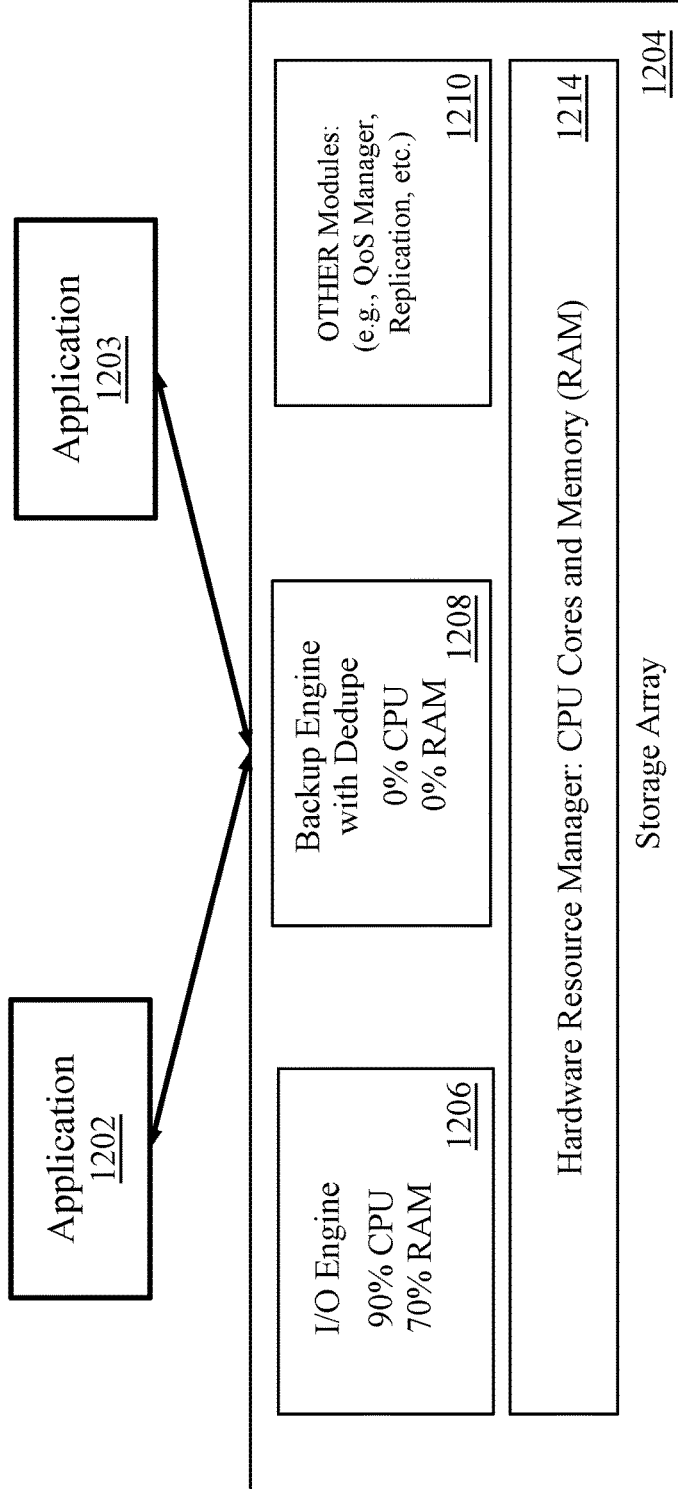 Application
1202
Application
1203
I/O Engine
90% CPU
70% RAM
1206
Backup Engine
with Dedupe
0% CPU
0% RAM
1208
OTHER Modules:
(e.g., QoS Manager,
Replication, etc.)
1210
Hardware Resource Manager: CPU Cores and Memory (RAM)
1214
Storage Array
1204